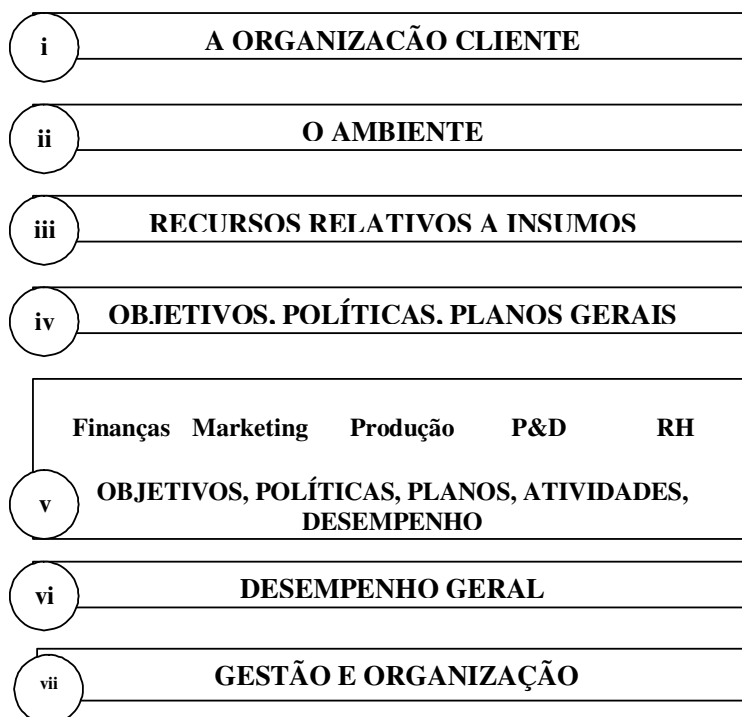 i A ORGANIZACÃO CLIENTE
ii O AMBIENTE
iii RECURSOS RELATIVOS A INSUMOS
iv OBJETIVOS, POLÍTICAS, PLANOS GERAIS
Finanças Marketing Produção P&D RH
v OBJETIVOS, POLÍTICAS, PLANOS, ATIVIDADES,
DESEMPENHO
vi DESEMPENHO GERAL
vii GESTÃO E ORGANIZAÇÃO